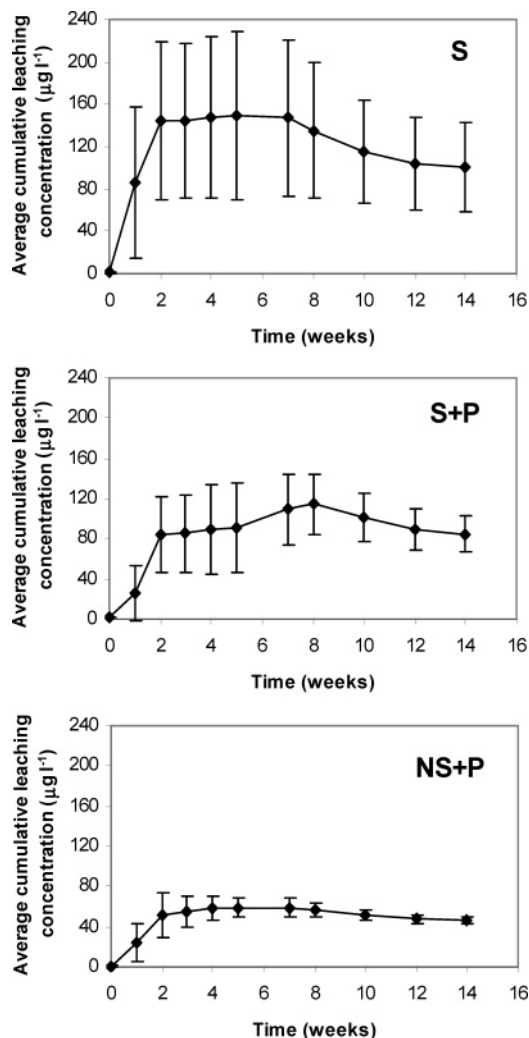 Average cumulative leaching
concentration (µg l-1)
240
200
160
120
80
40
0
S
0 2 4 6 8 10 12 14 16
Time (weeks)
Average cumulative leaching
concentration (µg l-1)
240
200
160
120
80
40
0
S+P
0 2 4 6 8 10 12 14 16
Time (weeks)
Average cumulative leaching
concentration (µg l-1)
240
200
160
120
80
40
0
NS+P
0 2 4 6 8 10 12 14 16
Time (weeks)